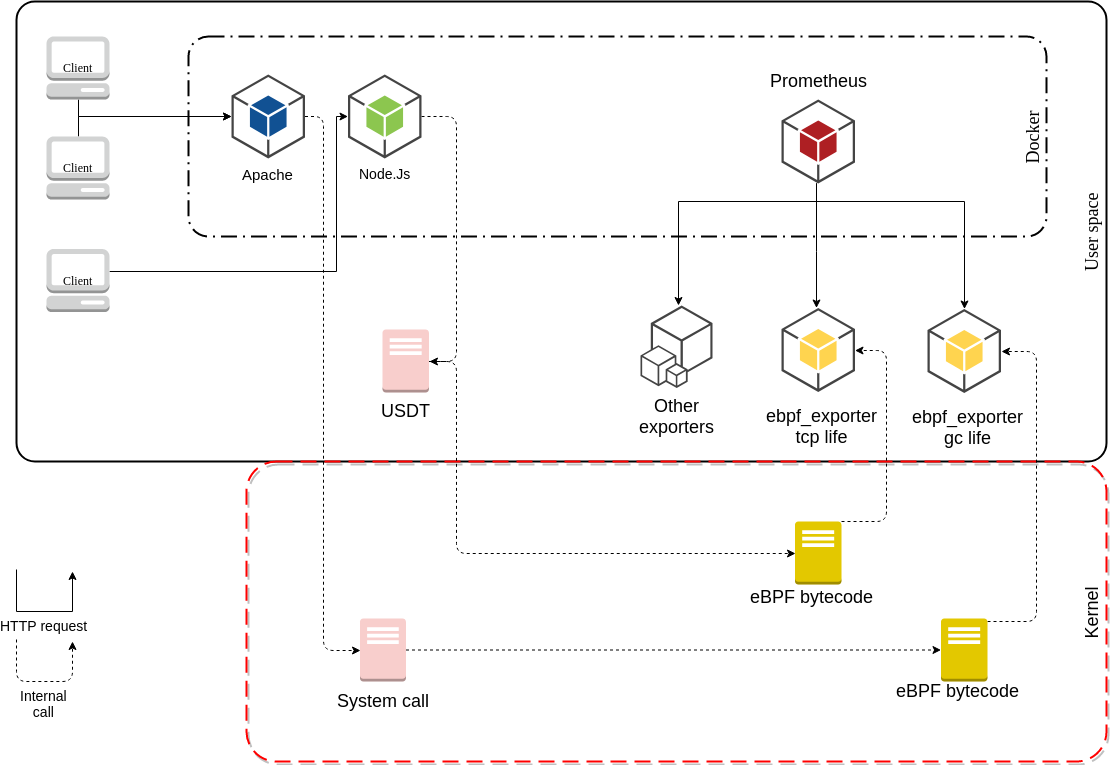 Client
Client
Client
Apache
Node.Js
Prometheus
Docker
User space
USDT
Other
exporters
ebpf_exporter
tcp life
ebpf_exporter
gc life
HTTP request
Internal
call
eBPF bytecode
System call
eBPF bytecode
Kernel